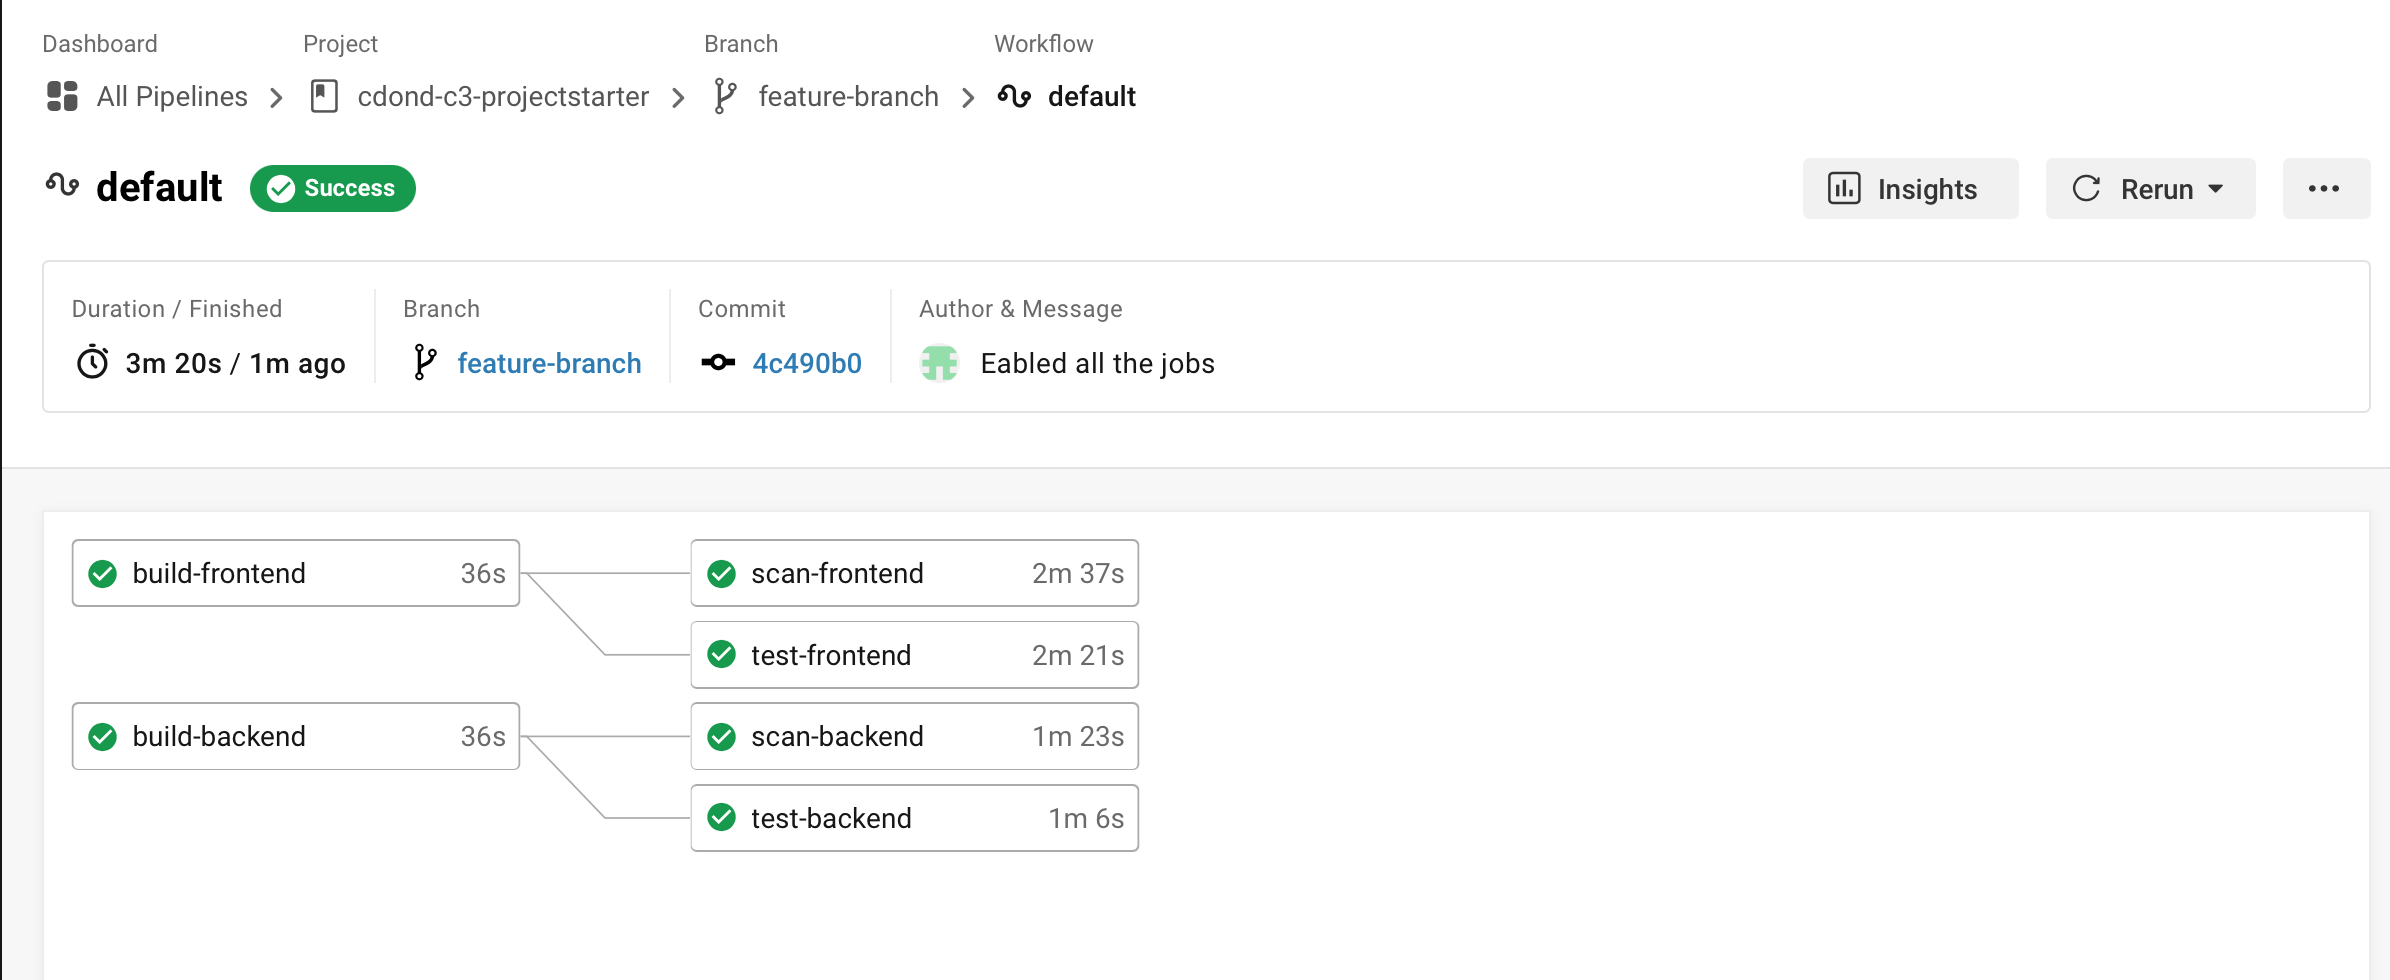 Dashboard Project Branch Workflow
All Pipelines cdond-c3-projectstarter feature-branch default
default Success Insights Rerun
Duration / Finished Branch Commit Author & Message
3m 20s / 1m ago feature-branch 4c490b0 Eabled all the jobs
build-frontend 36s scan-frontend 2m 37s
test-frontend 2m 21s
build-backend 36s scan-backend 1m 23s
test-backend 1m 6s